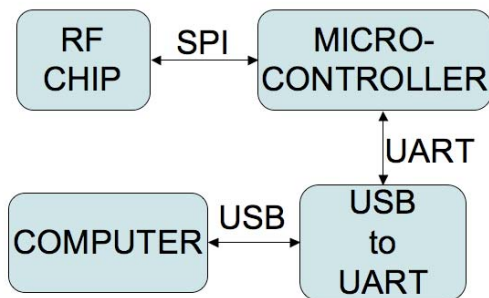 RF
CHIP
SPI
MICRO-
CONTROLLER
UART
COMPUTER
USB
USB
to
UART